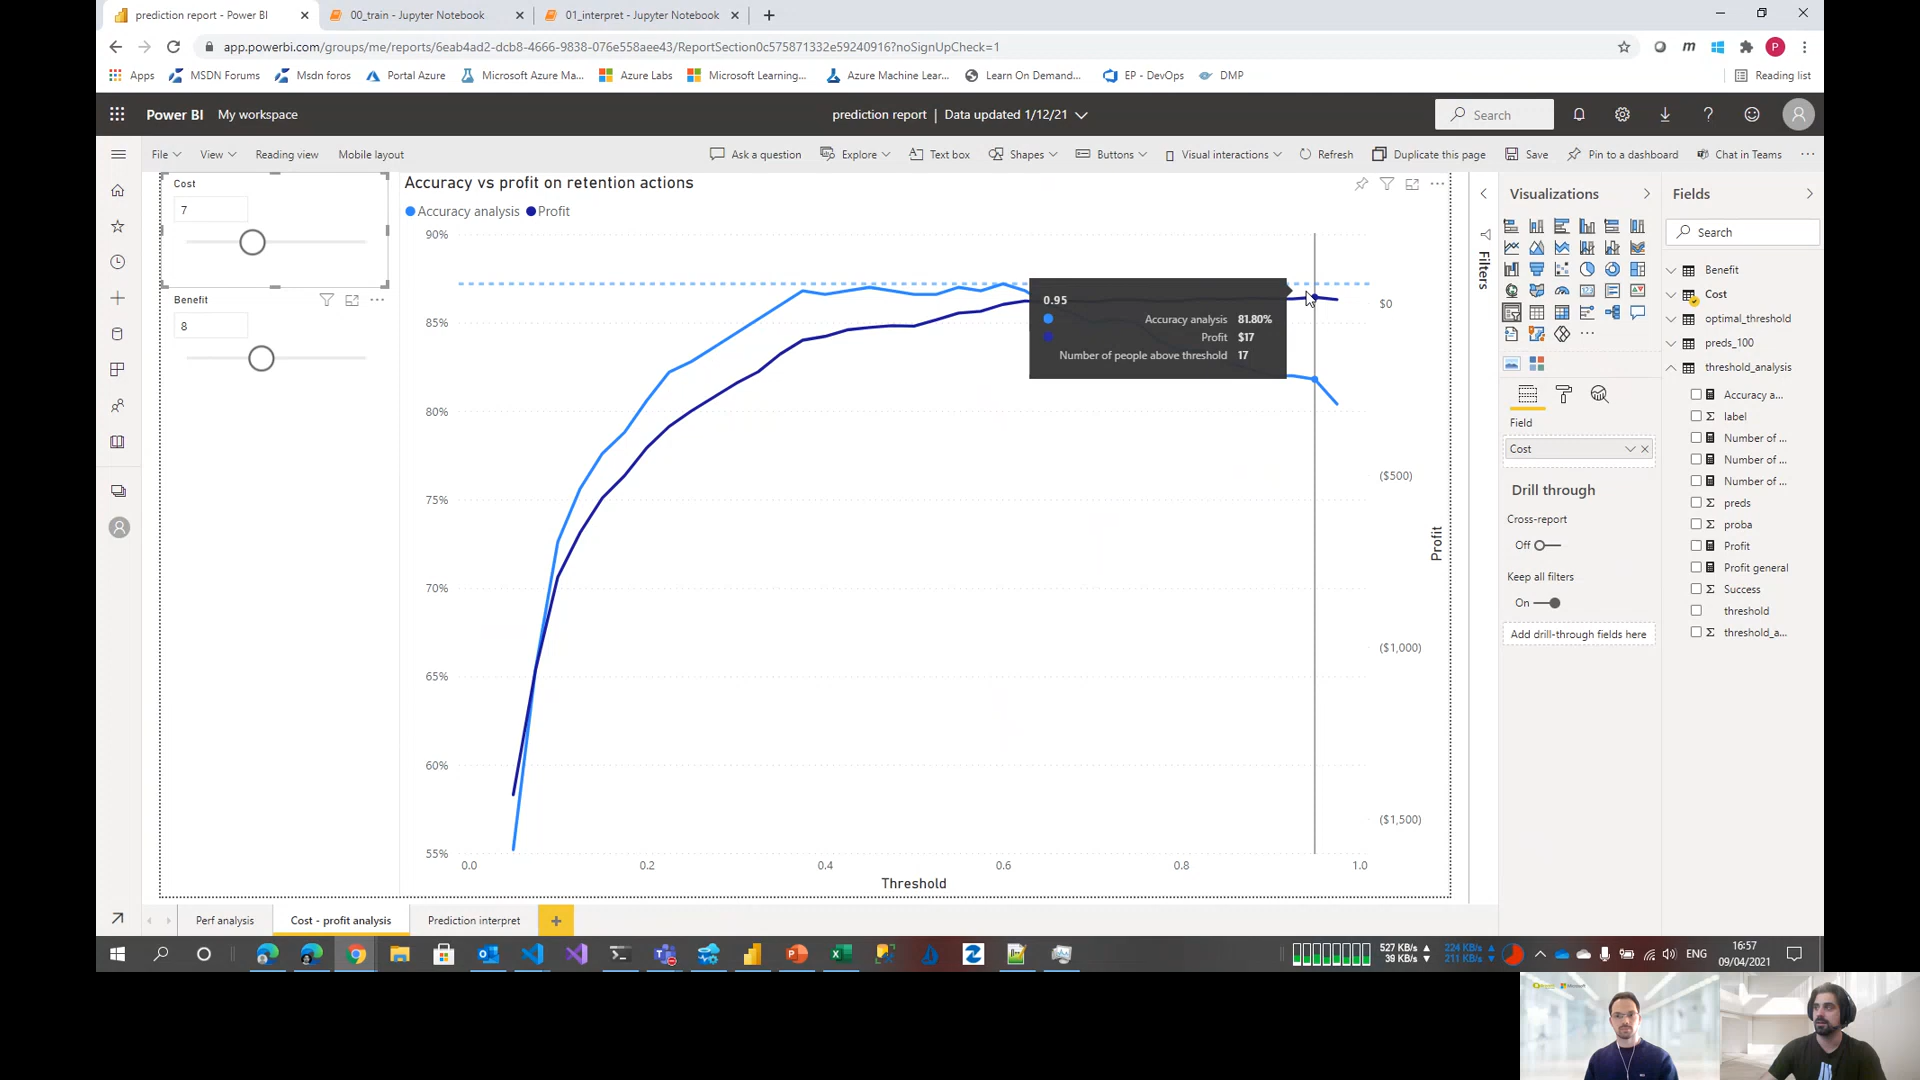 prediction report - Power BI
00_train - Jupyter Notebook
01_interpret - Jupyter Notebook
app.powerbi.com/groups/me/reports/6eab4ad2-dcb8-4666-9838-076e558aee43/ReportSection0c575871332e59240916?noSignUpCheck=1
m
P
Apps
MSDN Forums
Msdn foros
Portal Azure
Microsoft Azure Ma...
Azure Labs
Microsoft Learning...
Azure Machine Lear...
Learn On Demand...
EP - DevOps
DMP
Reading list
Power BI
My workspace
prediction report | Data updated 1/12/21
Search
File
View
Reading view
Mobile layout
Ask a question
Explore
Text box
Shapes
Buttons
Visual interactions
Refresh
Duplicate this page
Save
Pin to a dashboard
Chat in Teams
Cost
7
Benefit
8
Accuracy vs profit on retention actions
Accuracy analysis
Profit
90%
85%
80%
75%
70%
65%
60%
55%
0.95
Accuracy analysis 81.80%
Profit $17
Number of people above threshold 17
$0
($500)
($1,000)
($1,500)
Profit
0.0
0.2
0.4
0.6
0.8
1.0
Threshold
Filters
Visualizations
Field
Cost
Drill through
Cross-report
Off
Keep all filters
On
Add drill-through fields here
Fields
Search
Benefit
Cost
optimal_threshold
preds_100
threshold_analysis
Accuracy a...
label
Number of ...
Number of ...
Number of ...
preds
proba
Profit
Profit general
Success
threshold
threshold_a...
Perf analysis
Cost - profit analysis
Prediction interpret
527 KB/s
39 KB/s
224 KB/s
211 KB/s
ENG
16:57
09/04/2021